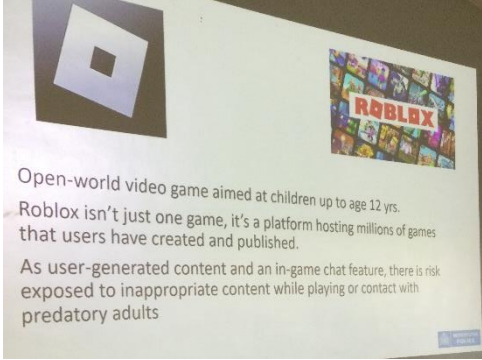 ROBLOX
Open-world video game aimed at children up to age 12 yrs.
Roblox isn't just one game, it's a platform hosting millions of games
that users have created and published.
As user-generated content and an in-game chat feature, there is risk
exposed to inappropriate content while playing or contact with
predatory adults
POLICE